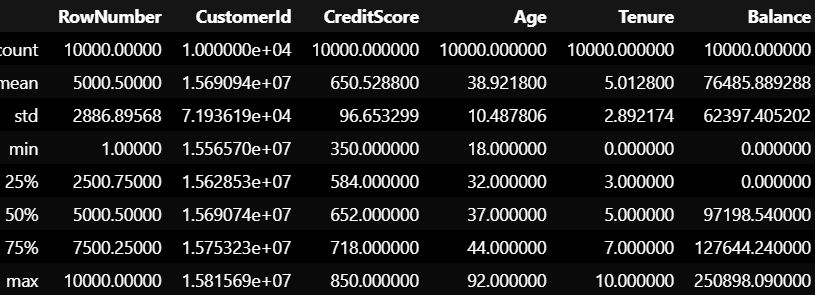 RowNumber CustomerId CreditScore Age Tenure Balance
count 10000.00000 1.000000e+04 10000.000000 10000.000000 10000.000000 10000.000000
mean 5000.50000 1.569094e+07 650.528800 38.921800 5.012800 76485.889288
std 2886.89568 7.193619e+04 96.653299 10.487806 2.892174 62397.405202
min 1.00000 1.556570e+07 350.000000 18.000000 0.000000 0.000000
25% 2500.75000 1.562853e+07 584.000000 32.000000 3.000000 0.000000
50% 5000.50000 1.569074e+07 652.000000 37.000000 5.000000 97198.540000
75% 7500.25000 1.575323e+07 718.000000 44.000000 7.000000 127644.240000
max 10000.00000 1.581569e+07 850.000000 92.000000 10.000000 250898.090000